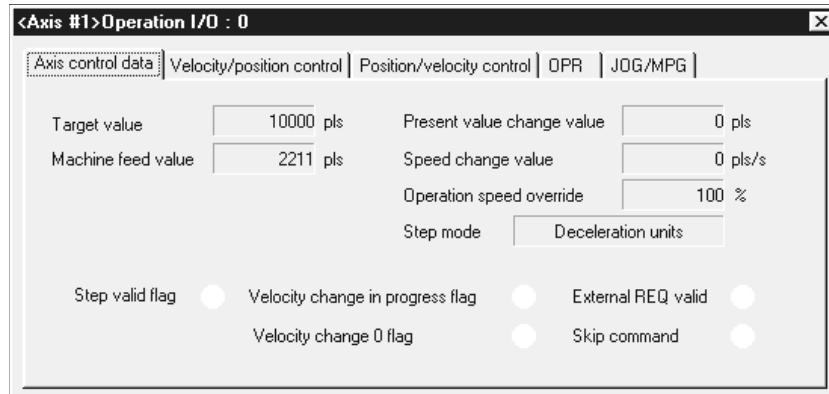 <Axis #1>Operation I/O : 0
Axis control data Velocity/position control Position/velocity control OPR JOG/MPG
Target value 10000 pls Present value change value 0 pls
Machine feed value 2211 pls Speed change value 0 pls/s
Operation speed override 100 %
Step mode Deceleration units
Step valid flag Velocity change in progress flag External REQ valid
Velocity change 0 flag Skip command